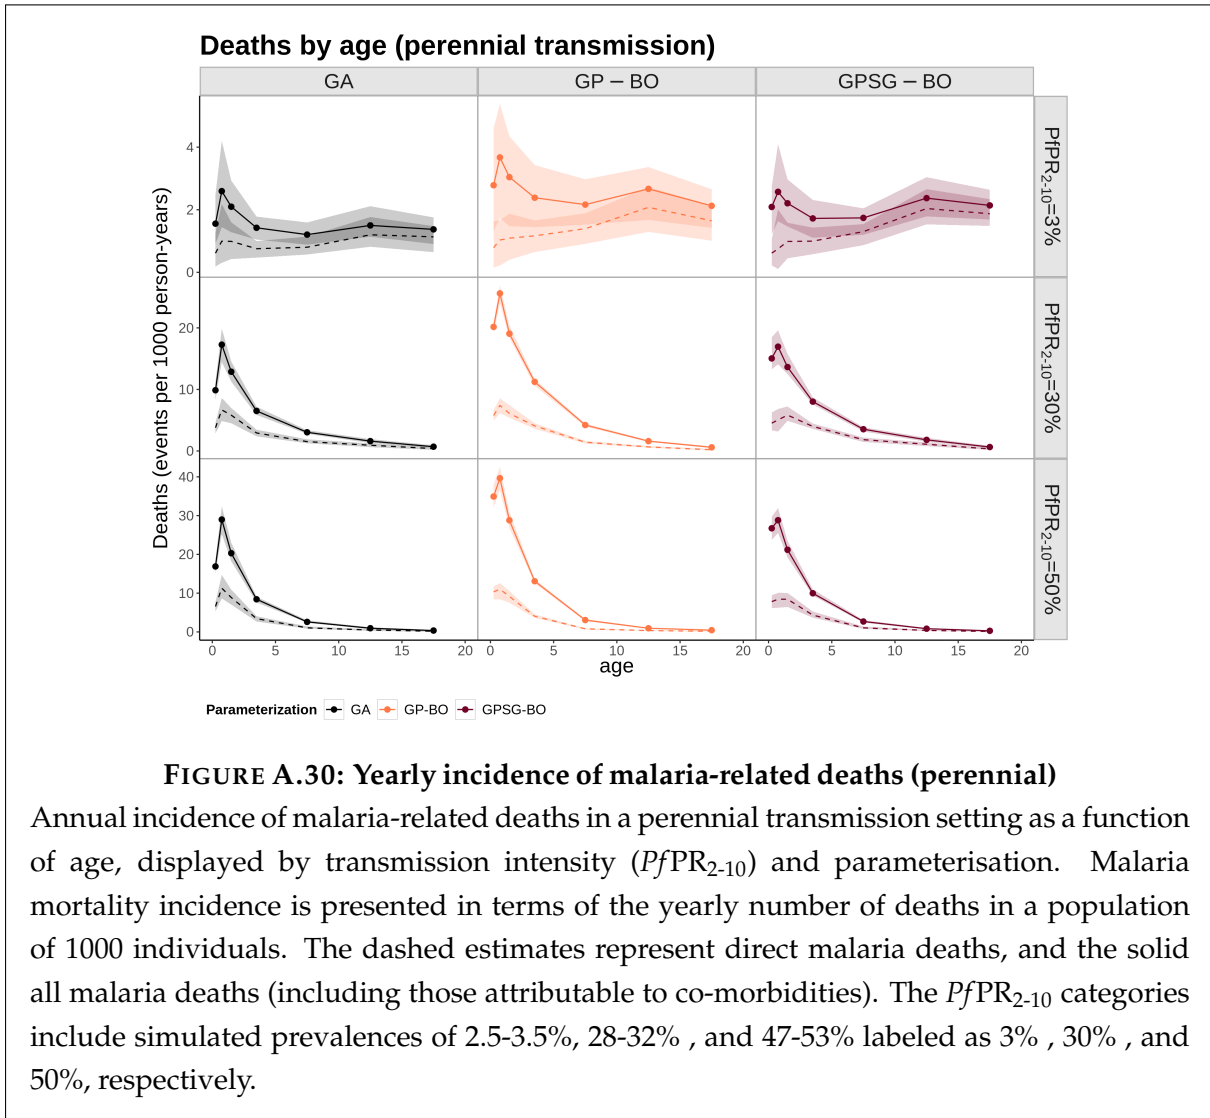 Deaths by age (perennial transmission)
GA
GP − BO
GPSG − BO
Deaths (events per 1000 person-years)
4
2
0
PfPR2-10=3%
20
10
0
PfPR2-10=30%
40
30
20
10
0
PfPR2-10=50%
0 5 10 15 20
0 5 10 15 20
0 5 10 15 20
age
Parameterization GA GP-BO GPSG-BO
FIGURE A.30: Yearly incidence of malaria-related deaths (perennial)
Annual incidence of malaria-related deaths in a perennial transmission setting as a function
of age, displayed by transmission intensity (PfPR2-10) and parameterisation. Malaria
mortality incidence is presented in terms of the yearly number of deaths in a population
of 1000 individuals. The dashed estimates represent direct malaria deaths, and the solid
all malaria deaths (including those attributable to co-morbidities). The PfPR2-10 categories
include simulated prevalences of 2.5-3.5%, 28-32% , and 47-53% labeled as 3% , 30% , and
50%, respectively.